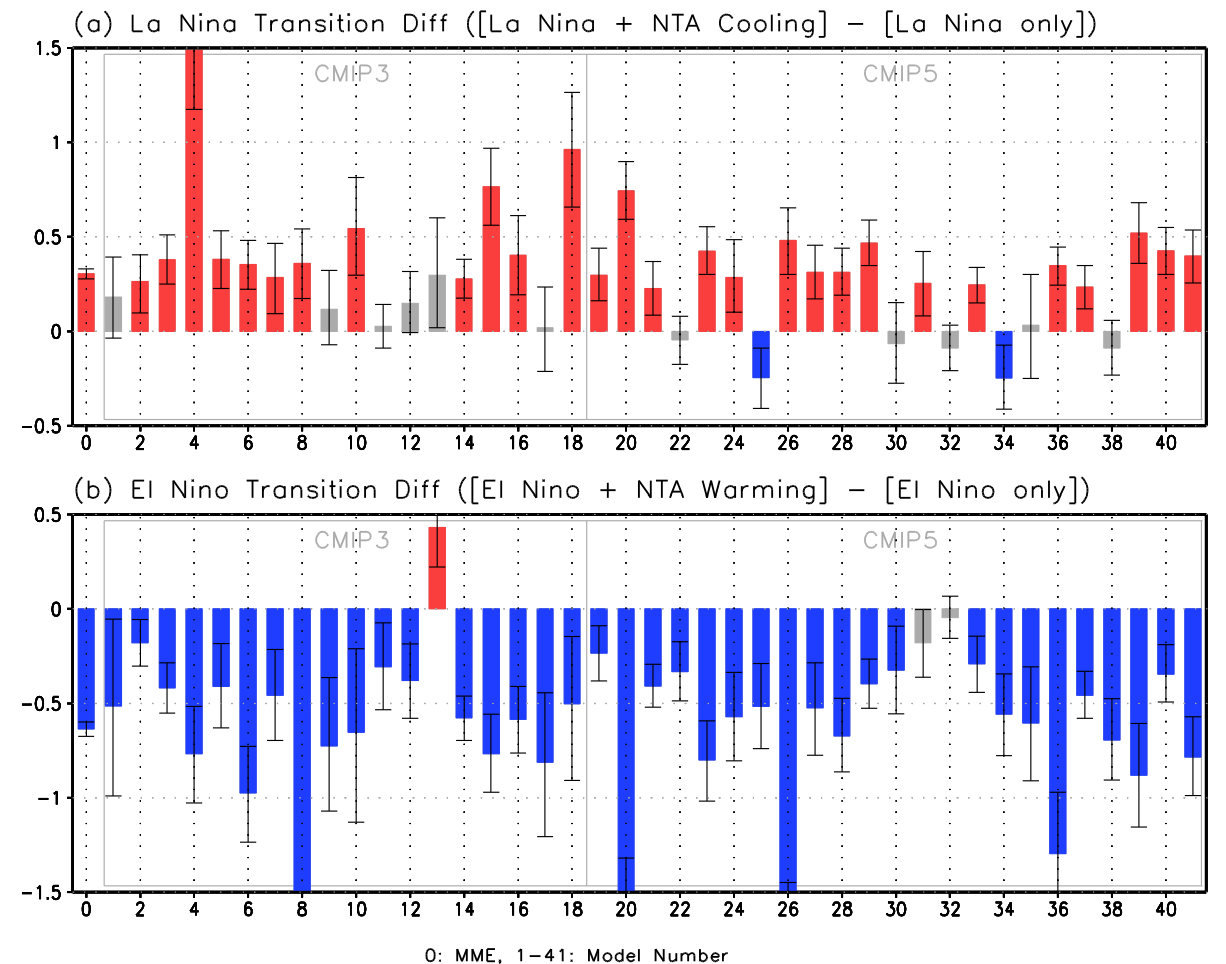 (a) La Nina Transition Diff ([La Nina + NTA Cooling] − [La Nina only])
CMIP3 CMIP5
1.5
1
0.5
0
−0.5
0 2 4 6 8 10 12 14 16 18 20 22 24 26 28 30 32 34 36 38 40
(b) El Nino Transition Diff ([El Nino + NTA Warming] − [El Nino only])
CMIP3 CMIP5
0.5
0
−0.5
−1
−1.5
0 2 4 6 8 10 12 14 16 18 20 22 24 26 28 30 32 34 36 38 40
0: MME, 1−41: Model Number